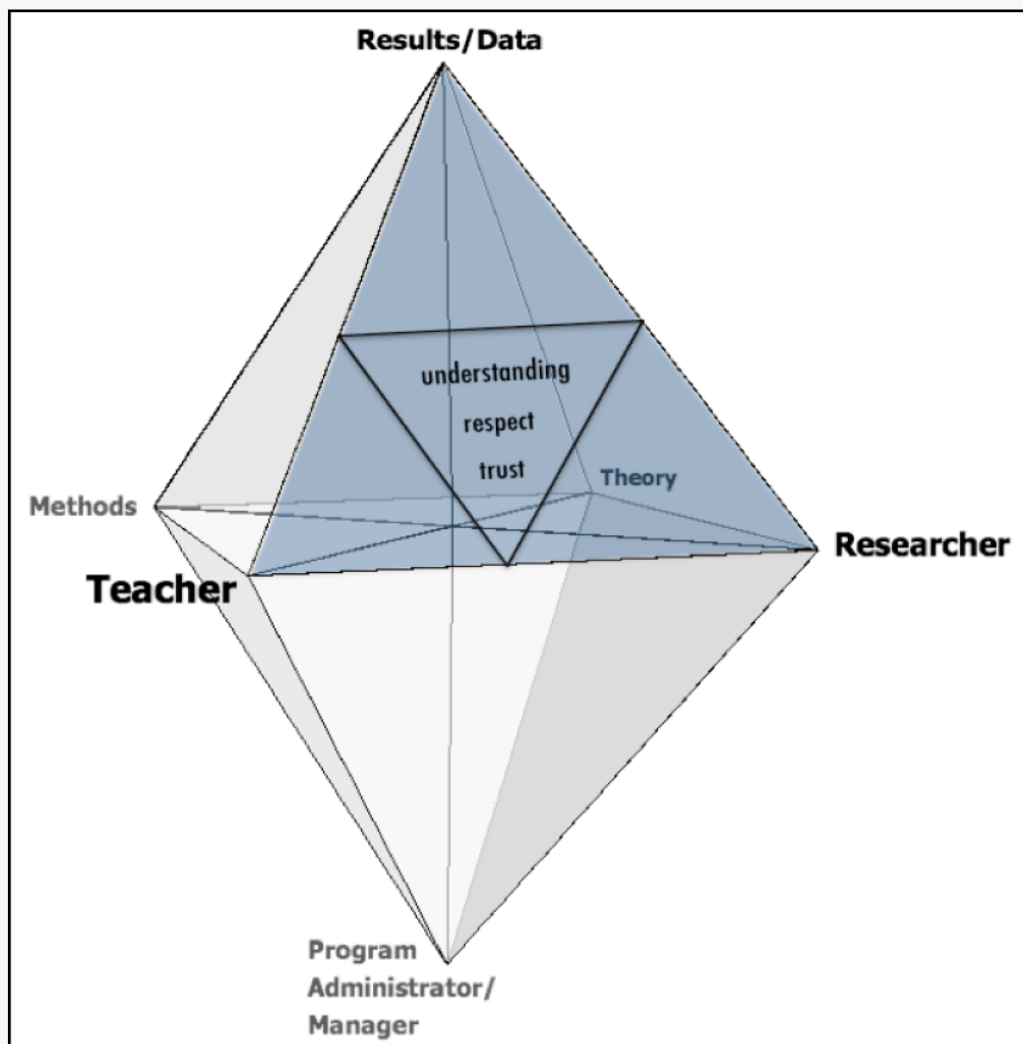 Results/Data
understanding
respect
trust
Theory
Methods
Researcher
Teacher
Program
Administrator/
Manager